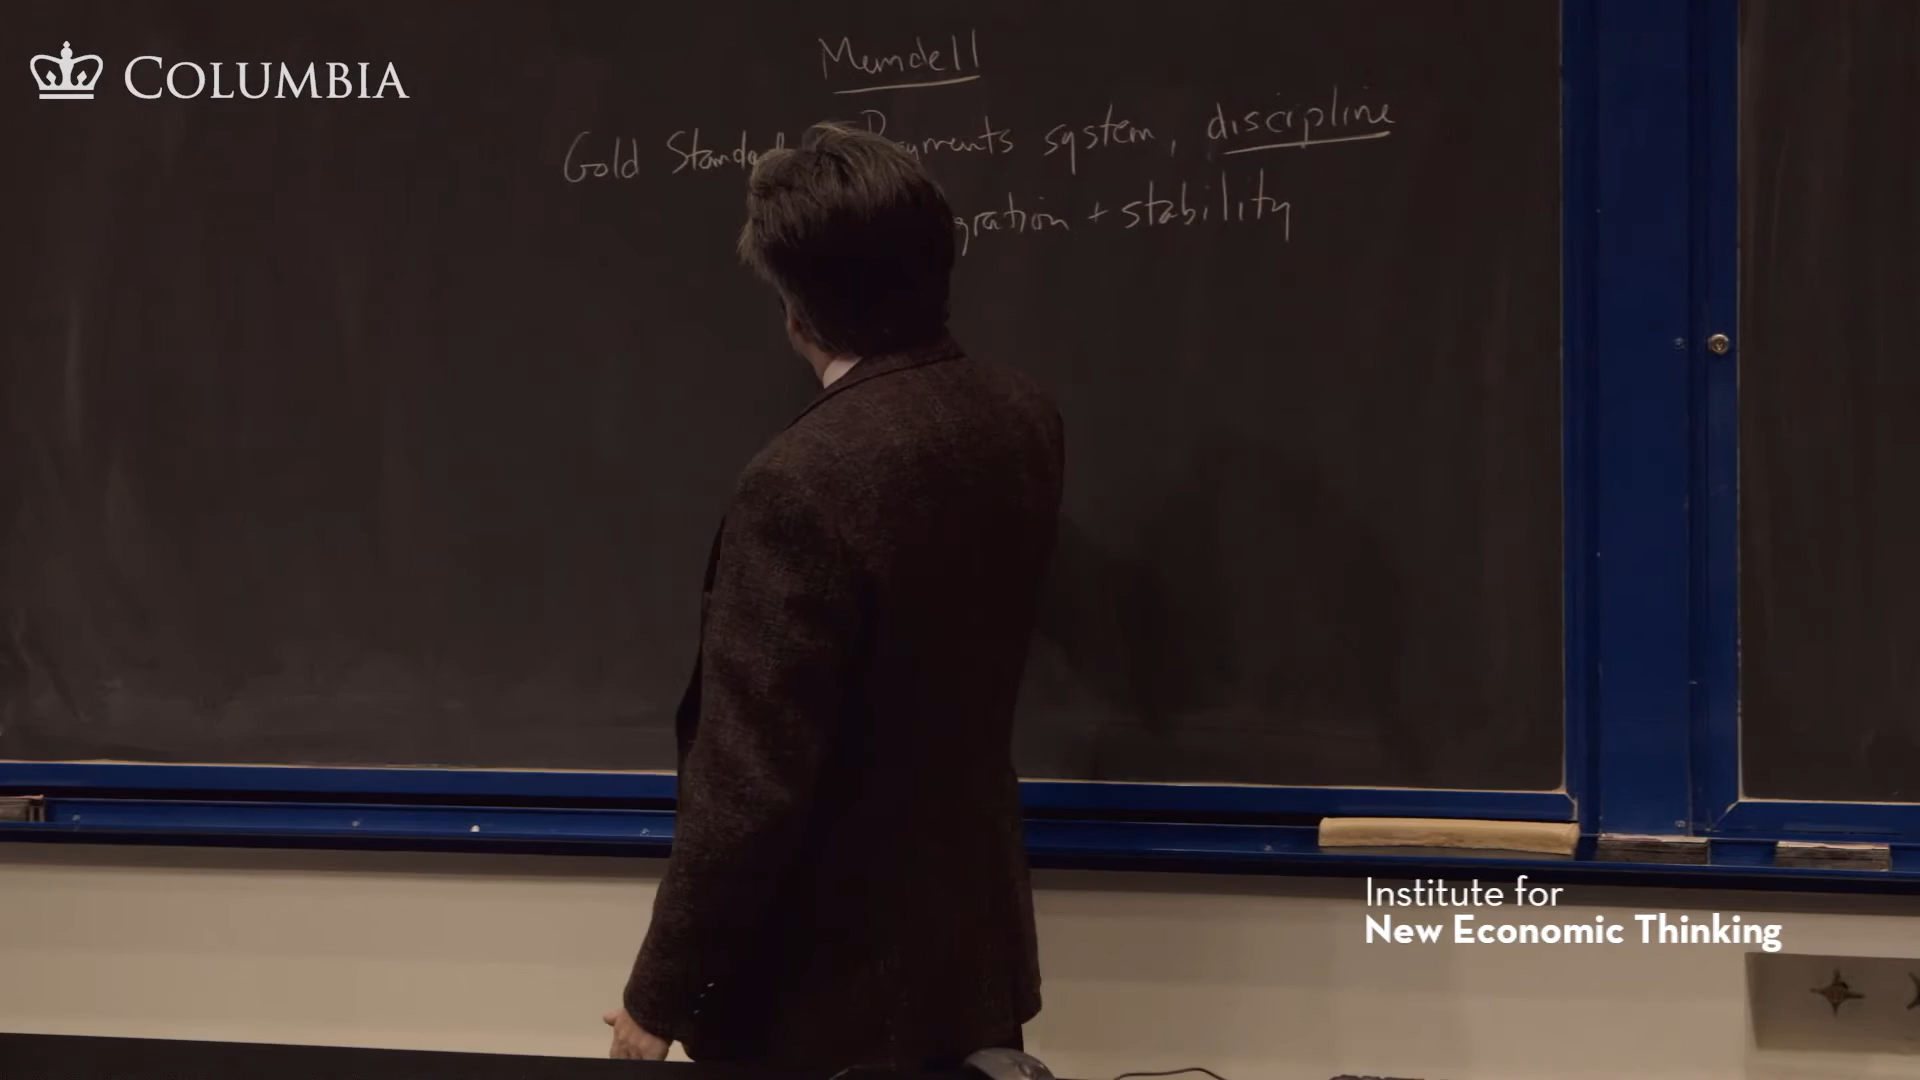 COLUMBIA
Mundell
Gold Standard Payments system, discipline
gration + stability
Institute for
New Economic Thinking